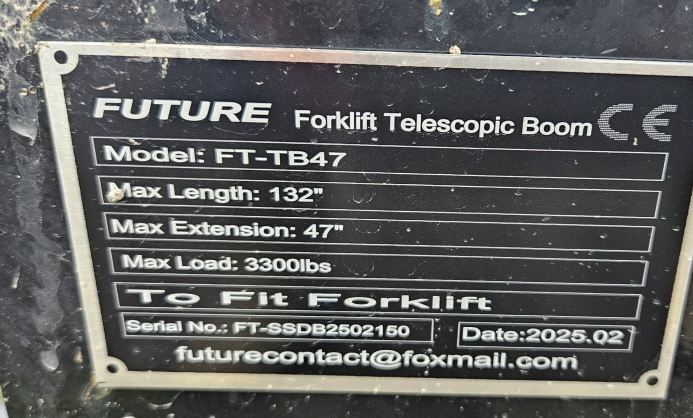 FUTURE Forklift Telescopic Boom CE
Model: FT-TB47
Max Length: 132"
Max Extension: 47"
Max Load: 3300lbs
To Fit Forklift
Serial No.: FT-SSDB2502150 Date:2025.02
futurecontact@foxmail.com